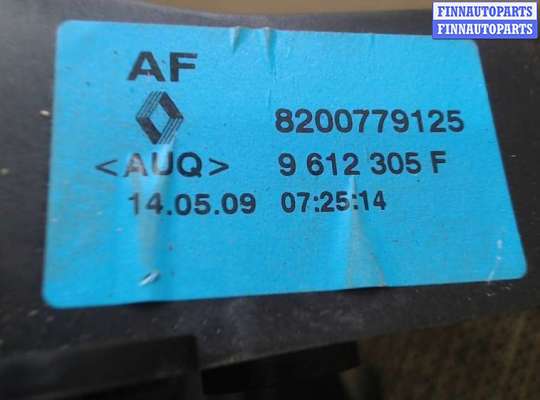 FINNAUTOPARTS
FINNAUTOPARTS
AF
8200779125
<AUQ> 9 612 305 F
14.05.09 07:25:14